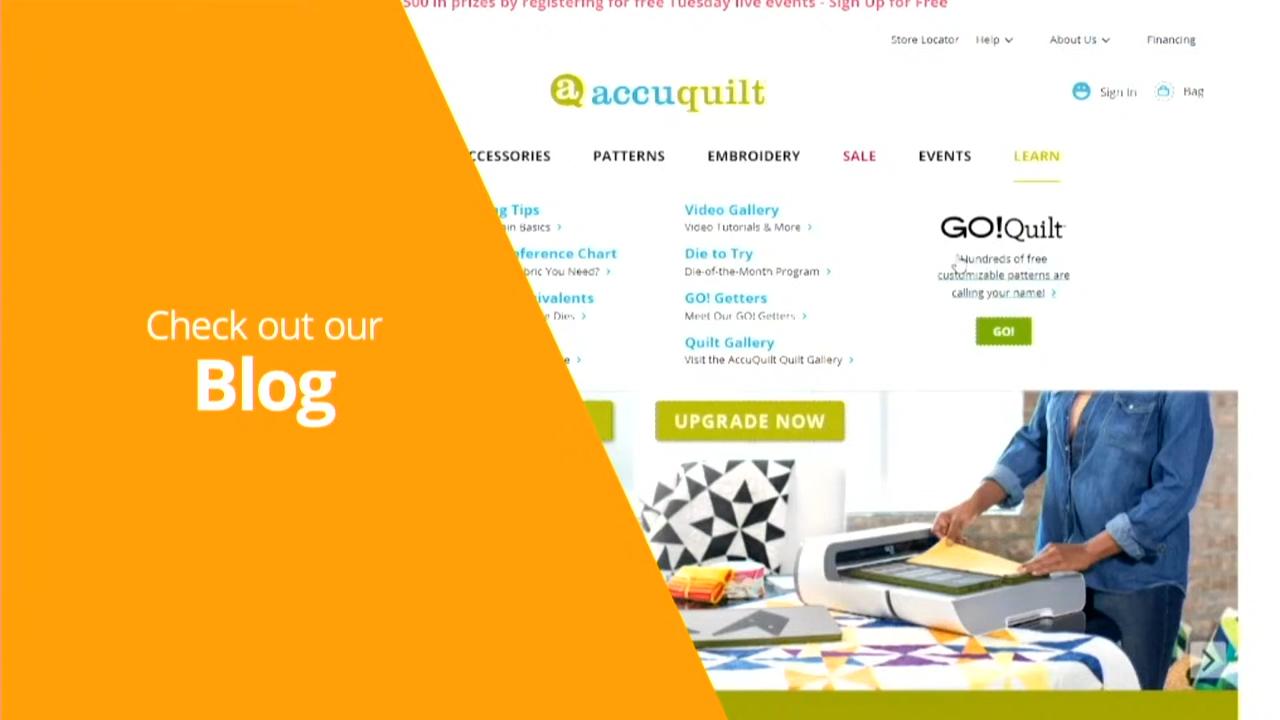 $00 in prizes by registering for free Tuesday live events - Sign Up for Free
Store Locator Help About Us Financing
accuquilt
Sign In Bag
PATTERNS EMBROIDERY SALE EVENTS LEARN
Tips
Basics
Video Gallery
Video Tutorials & More
Chart
You Need?
Die to Try
Die-of-the-Month Program
Dies
GO! Getters
Meet Our GO! Getters
Quilt Gallery
Visit the AccuQuilt Quilt Gallery
GO!Quilt
Hundreds of free
customizable patterns are
calling your name!
GO!
Check out our
Blog
UPGRADE NOW